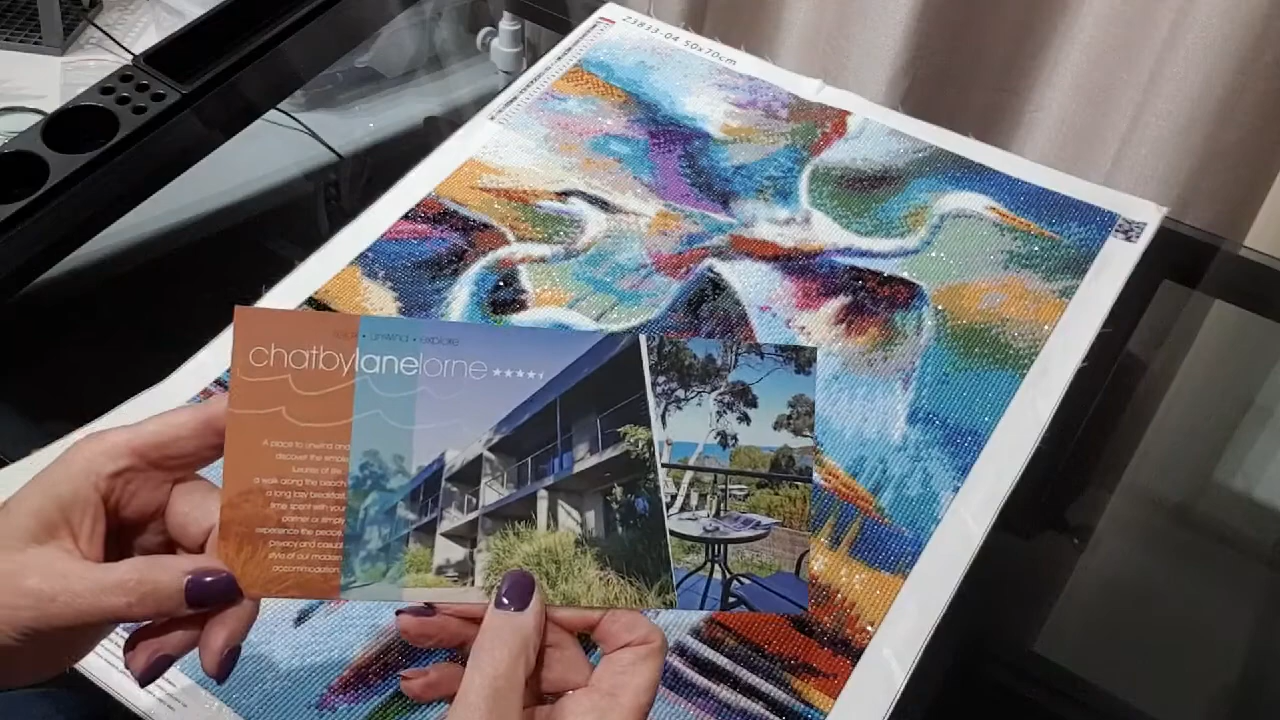 23813-04 50x70cm
relax • unwind • explore
chatbylanelorne
A place to unwind and
discover the simple
luxuries of life...
a walk along the beach,
a long lazy breakfast,
time spent with your
partner or simply
experience the peace,
privacy and casual
style of our modern
accommodation.